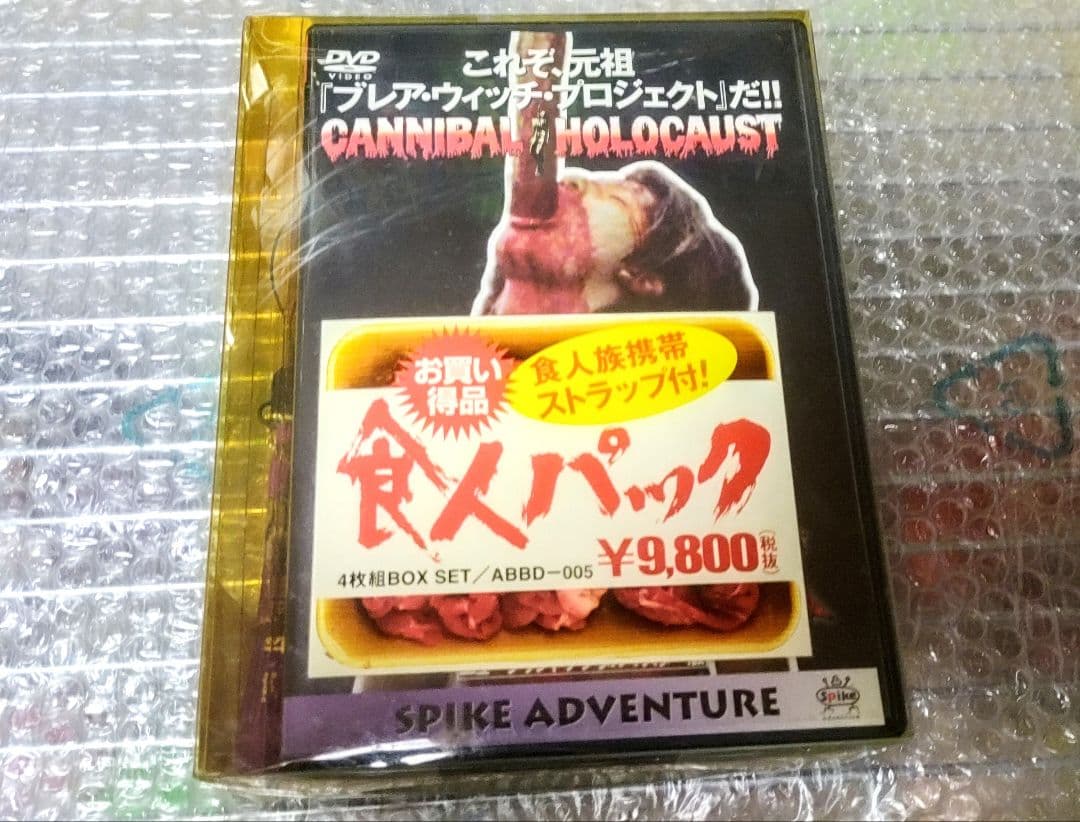 DVD
VIDEO
これぞ、元祖
『ブレア・ウィッチ・プロジェクト』だ!!
CANNIBAL HOLOCAUST
お買い
得品
食人族携帯
ストラップ付!
食人パック
4枚組BOX SET／ABBD−005 ¥9,800(税抜)
SPIKE ADVENTURE
Spike